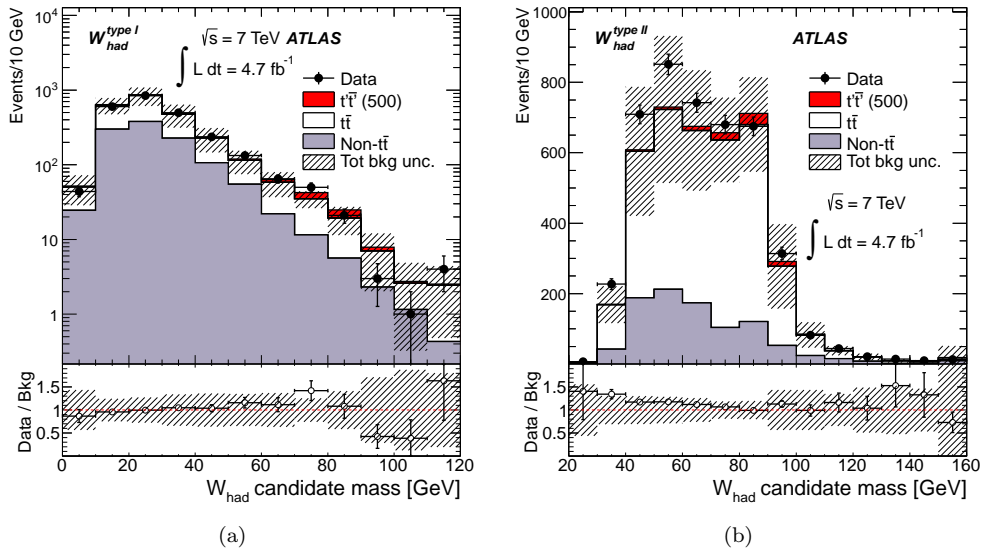 Events/10 GeV
10⁴
10³
10²
10
1
W_had^type I
√s = 7 TeV ATLAS
∫ L dt = 4.7 fb⁻¹
Data
t't̄' (500)
tt̄
Non-tt̄
Tot bkg unc.
Data / Bkg
1.5
1
0.5
0 20 40 60 80 100 120
W_had candidate mass [GeV]
(a)
Events/10 GeV
1000
800
600
400
200
W_had^type II
ATLAS
Data
t't̄' (500)
tt̄
Non-tt̄
Tot bkg unc.
√s = 7 TeV
∫ L dt = 4.7 fb⁻¹
Data / Bkg
1.5
1
0.5
20 40 60 80 100 120 140 160
W_had candidate mass [GeV]
(b)